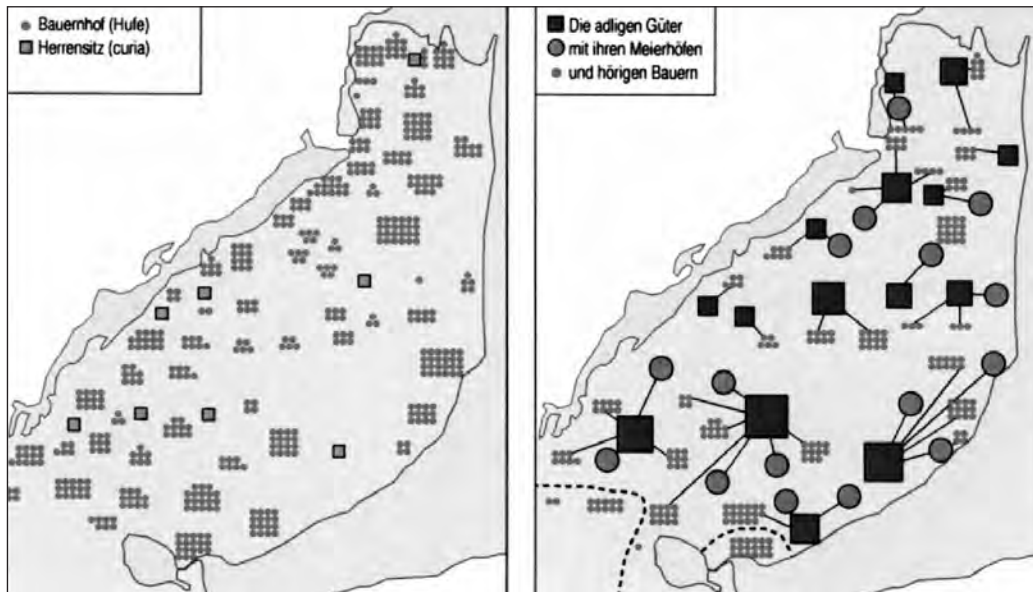 Bauernhof (Hufe)
Herrensitz (curia)
Die adligen Güter
mit ihren Meierhöfen
und hörigen Bauern